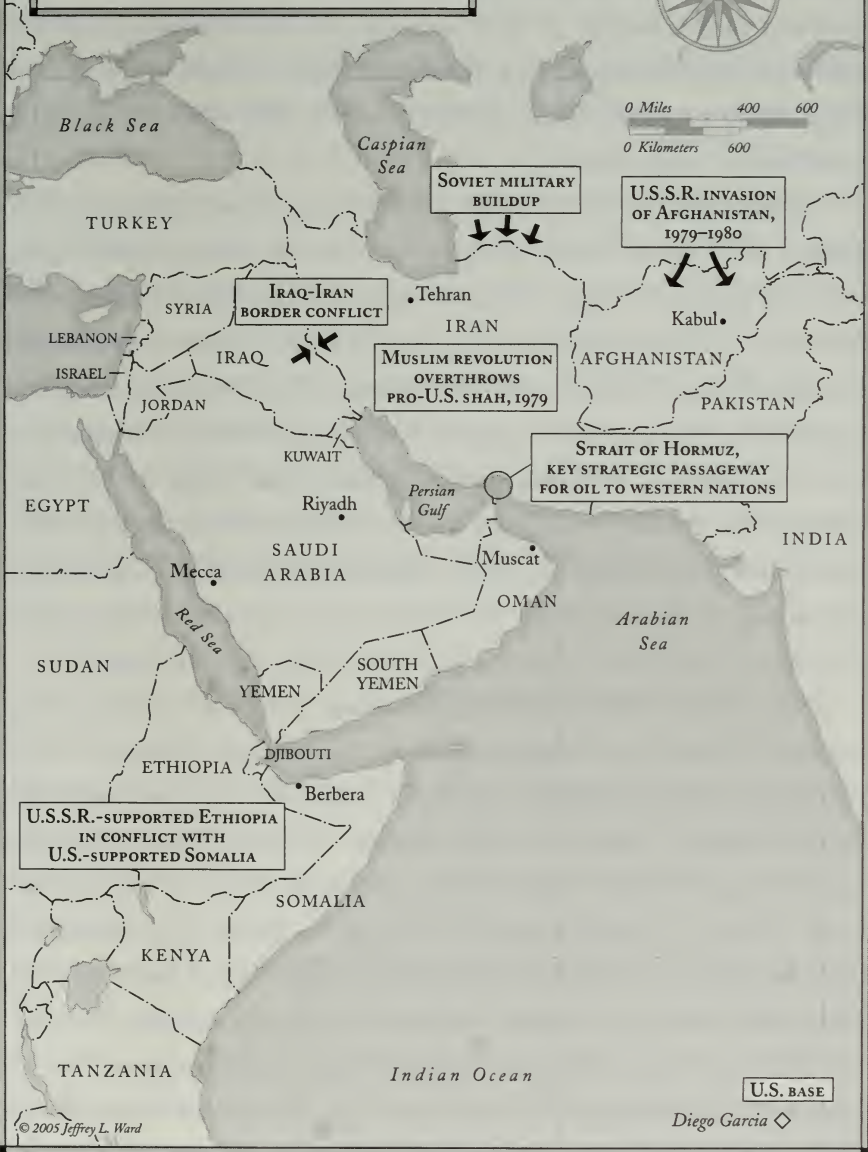 Black Sea
Caspian
Sea
0 Miles 400 600
0 Kilometers 600
SOVIET MILITARY
BUILDUP
U.S.S.R. INVASION
OF AFGHANISTAN,
1979–1980
TURKEY
IRAQ-IRAN
BORDER CONFLICT
Tehran
SYRIA
Kabul
IRAN
LEBANON
IRAQ
MUSLIM REVOLUTION
OVERTHROWS
PRO-U.S. SHAH, 1979
AFGHANISTAN
ISRAEL
JORDAN
PAKISTAN
KUWAIT
STRAIT OF HORMUZ,
KEY STRATEGIC PASSAGEWAY
FOR OIL TO WESTERN NATIONS
EGYPT
Riyadh
Persian
Gulf
INDIA
SAUDI
ARABIA
Muscat
Mecca
OMAN
Red Sea
Arabian
Sea
SUDAN
SOUTH
YEMEN
YEMEN
DJIBOUTI
ETHIOPIA
Berbera
U.S.S.R.-SUPPORTED ETHIOPIA
IN CONFLICT WITH
U.S.-SUPPORTED SOMALIA
SOMALIA
KENYA
TANZANIA
Indian Ocean
U.S. BASE
Diego Garcia
© 2005 Jeffrey L. Ward